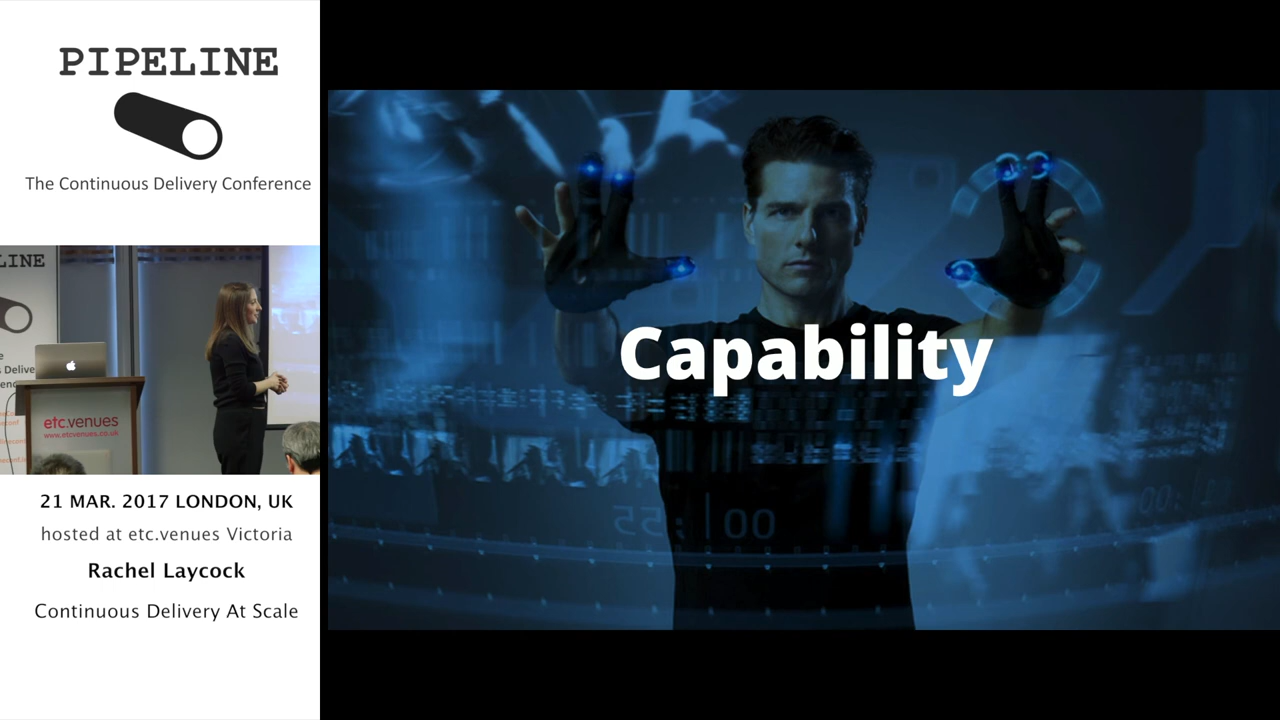 PIPELINE
The Continuous Delivery Conference
LINE
etc.venues
www.etcvenues.co.uk
21 MAR. 2017 LONDON, UK
hosted at etc.venues Victoria
Rachel Laycock
Continuous Delivery At Scale
Capability